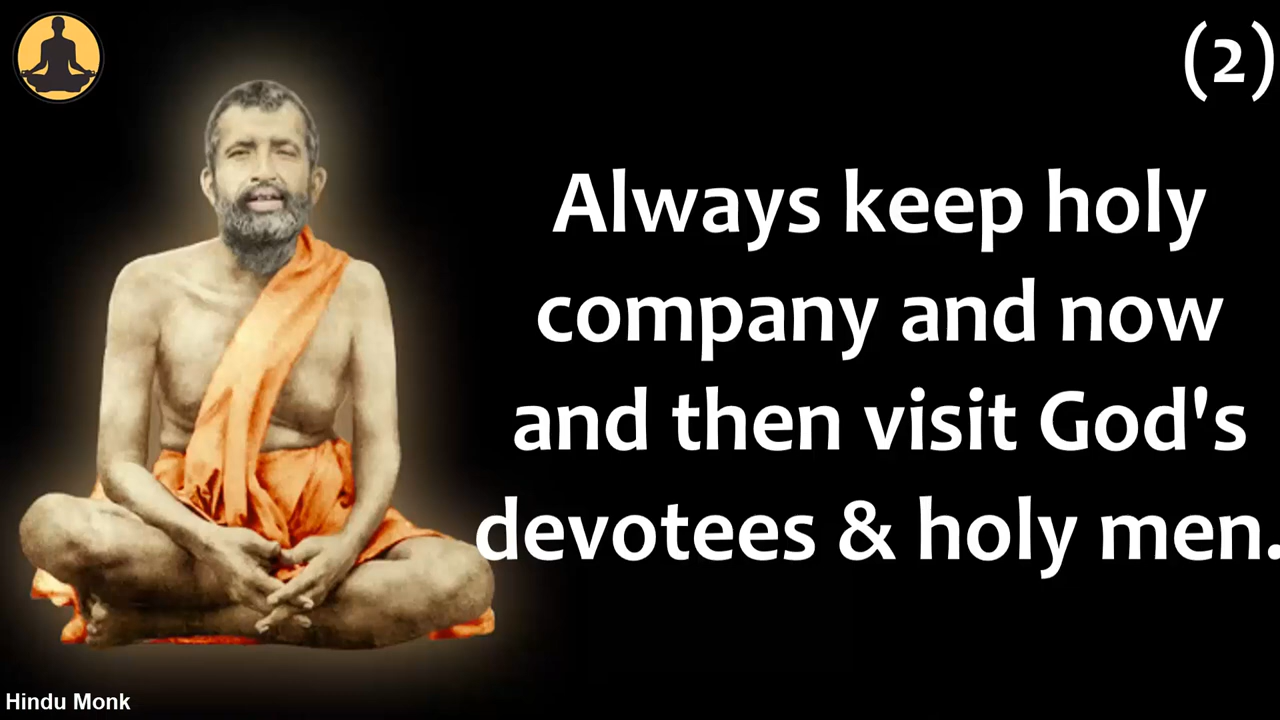 (2)
Always keep holy
company and now
and then visit God's
devotees & holy men.
Hindu Monk